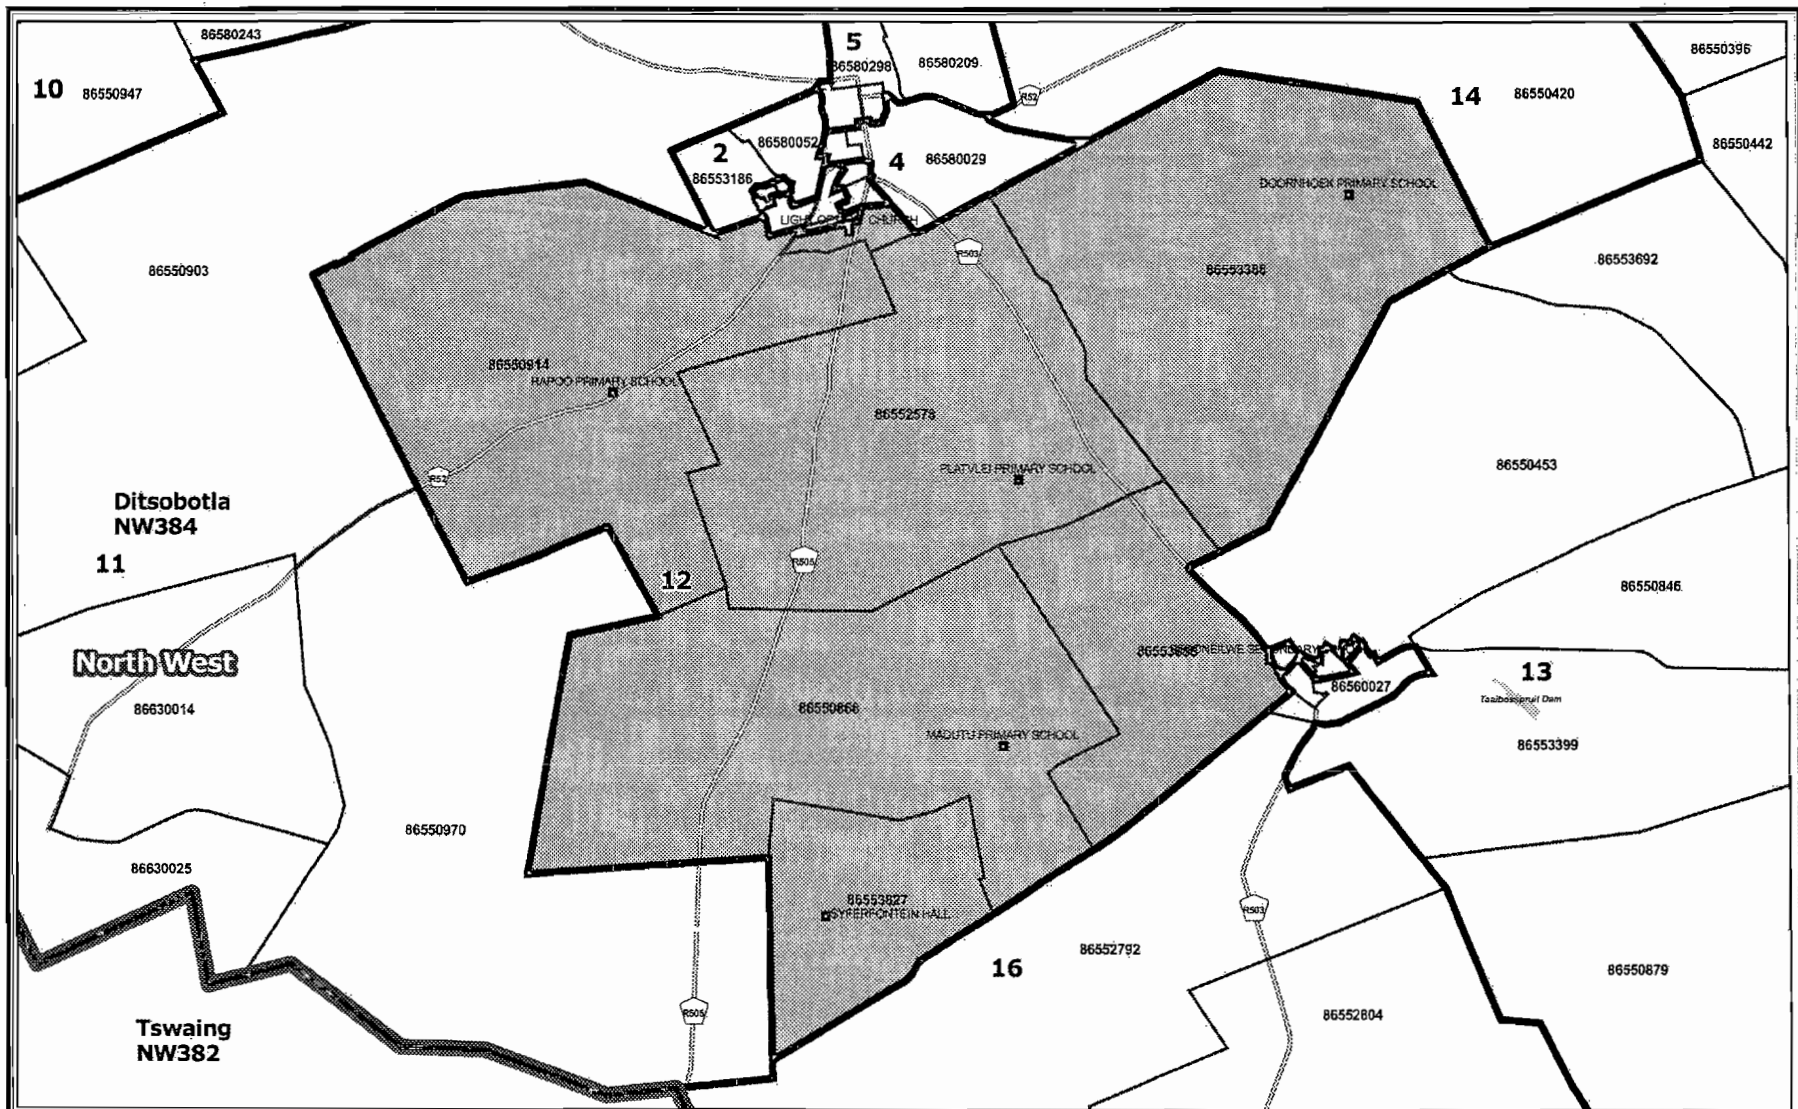 86580243
5
86580298
86580209
86550396
10
86550947
R52
14
86550420
86550442
2
86580052
86553186
4
86580029
DOORNHOEK PRIMARY SCHOOL
CHURCH
R503
86550903
86553388
86553692
86550914
RAPOO PRIMARY SCHOOL
86552578
PLATVLEI PRIMARY SCHOOL
86550453
R52
Ditsobotla
NW384
11
12
R505
86550846
North West
86630014
86560027
13
Taaibosspruit Dam
86550868
MADUTU PRIMARY SCHOOL
86553399
86550970
86630025
86553627
SYFERFONTEIN HALL
R503
16
86552792
86550879
R505
86552804
Tswaing
NW382